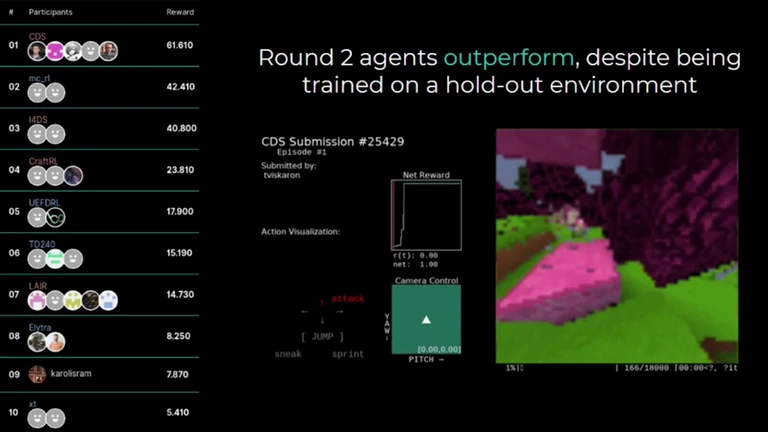 # Participants Reward
01 CDS 61.610
02 mc_rl 42.410
03 I4DS 40.800
04 CraftRL 23.810
05 UEFDRL 17.900
06 TD240 15.190
07 LAIR 14.730
08 Elytra 8.250
09 karolisram 7.870
10 xt 5.410
Round 2 agents outperform, despite being
trained on a hold-out environment
CDS Submission #25429
Episode #1
Submitted by:
tviskaron
Net Reward
Action Visualization:
r(t): 0.00
net: 1.00
Camera Control
↑ attack
← →
↓
[ JUMP ]
sneak sprint
YAW↓
[0.00,0.00]
PITCH →
1%| | 166/18000 [00:00<?, ?it